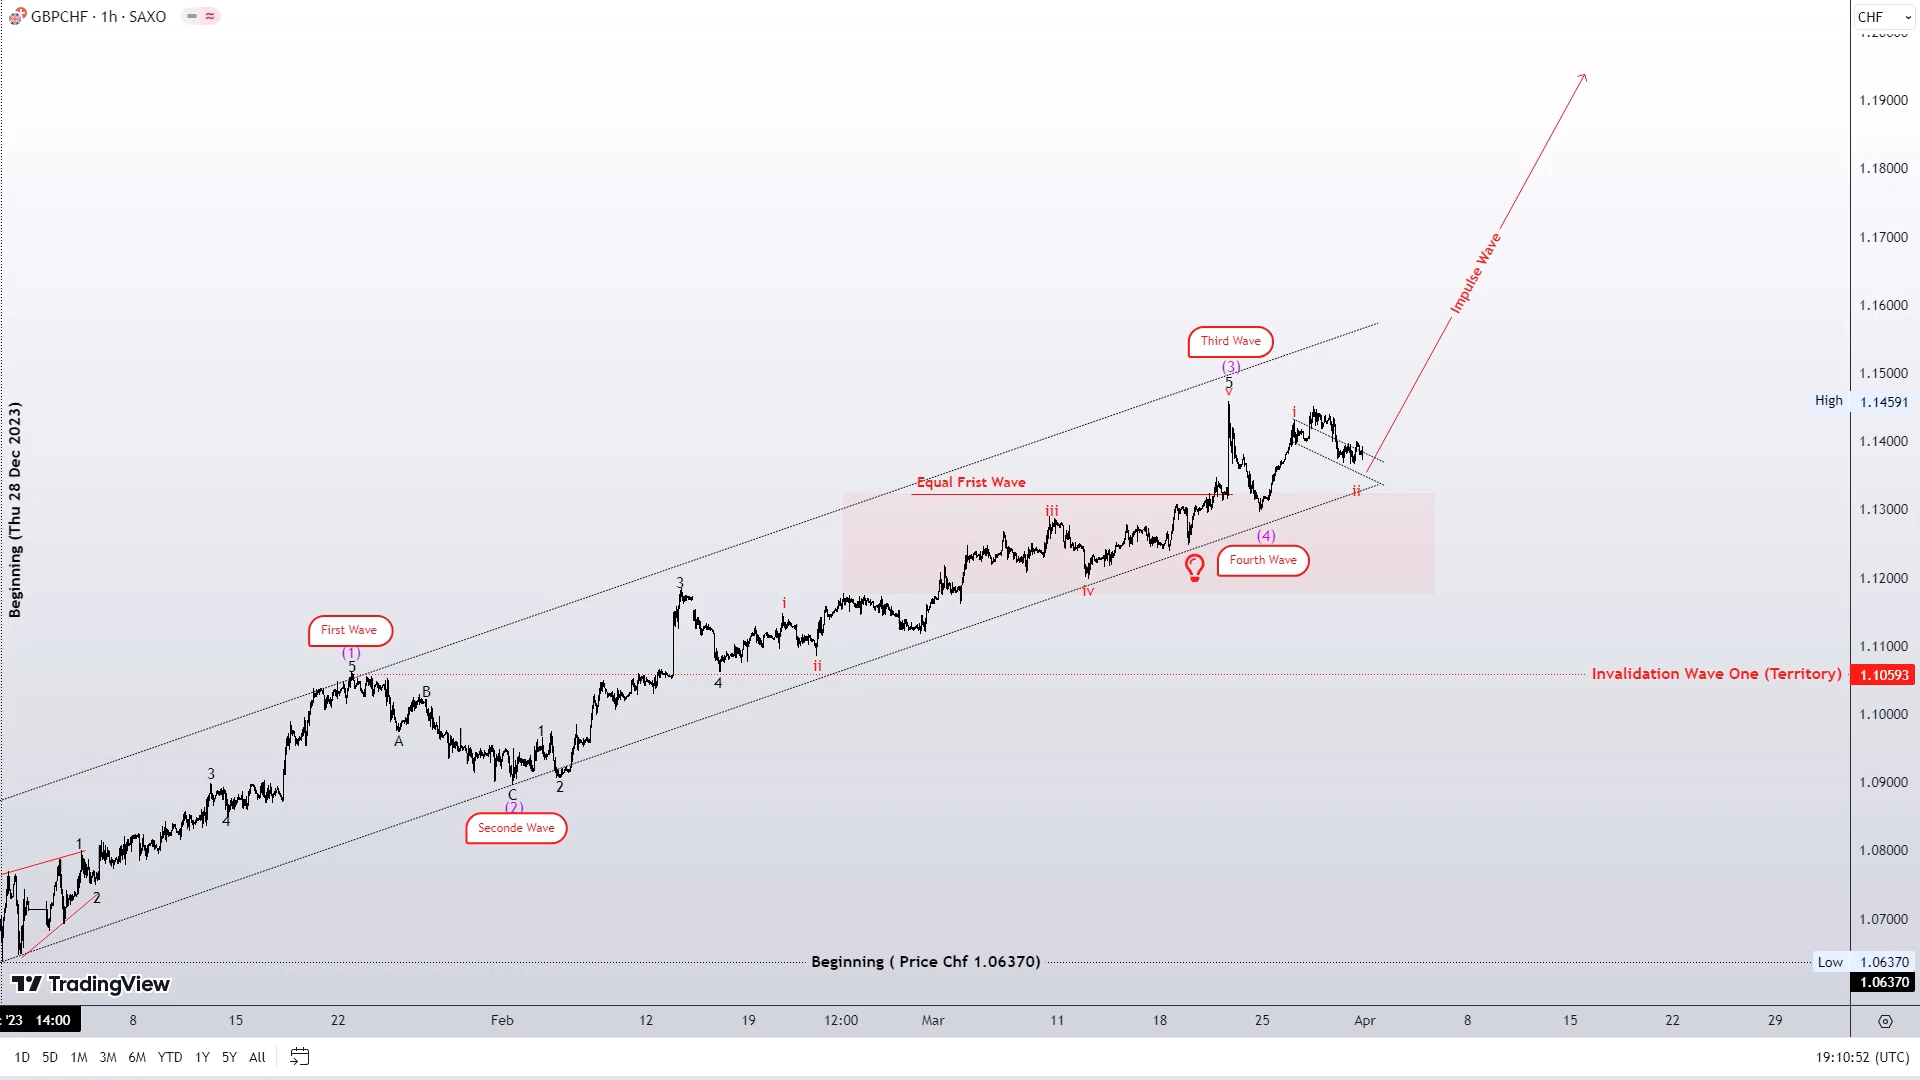 GBPCHF · 1h · SAXO
CHF
1.20000
1.19000
1.18000
1.17000
1.16000
1.15000
High 1.14591
1.14000
1.13000
1.12000
1.11000
1.10593
1.10000
1.09000
1.08000
1.07000
Low 1.06370
1.06370
Impulse Wave
Third Wave
(3)
5
v
i
Equal Frist Wave
ii
iii
(4)
Fourth Wave
iv
3
i
ii
4
First Wave
(1)
5
Invalidation Wave One (Territory)
B
A
1
2
C
(2)
Seconde Wave
3
4
1
2
Beginning (Thu 28 Dec 2023)
Beginning ( Price Chf 1.06370)
TradingView
: '23 14:00 8 15 22 Feb 12 19 12:00 Mar 11 18 25 Apr 8 15 22 29
1D 5D 1M 3M 6M YTD 1Y 5Y All
19:10:52 (UTC)